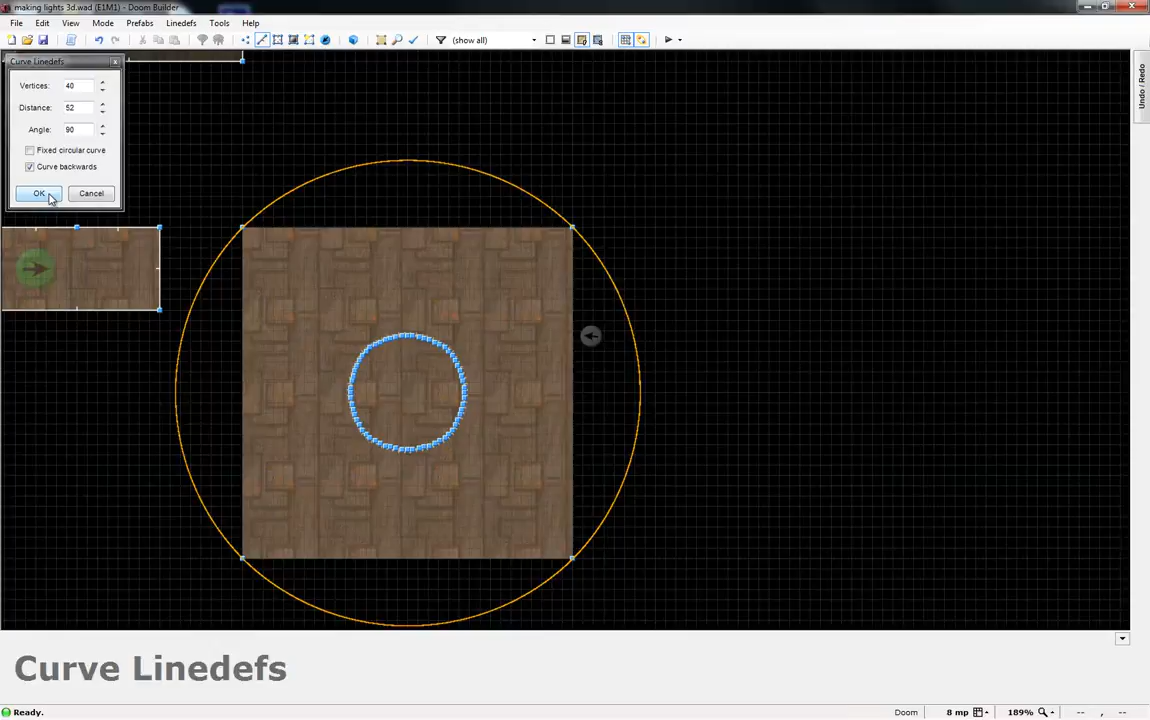 making lights 3d.wad (E1M1) - Doom Builder
File Edit View Mode Prefabs Linedefs Tools Help
(show all)
Curve Linedefs
Vertices: 40
Distance: 52
Angle: 90
Fixed circular curve
Curve backwards
OK Cancel
Undo / Redo
Curve Linedefs
Ready. Doom 8 mp 189% -- , --